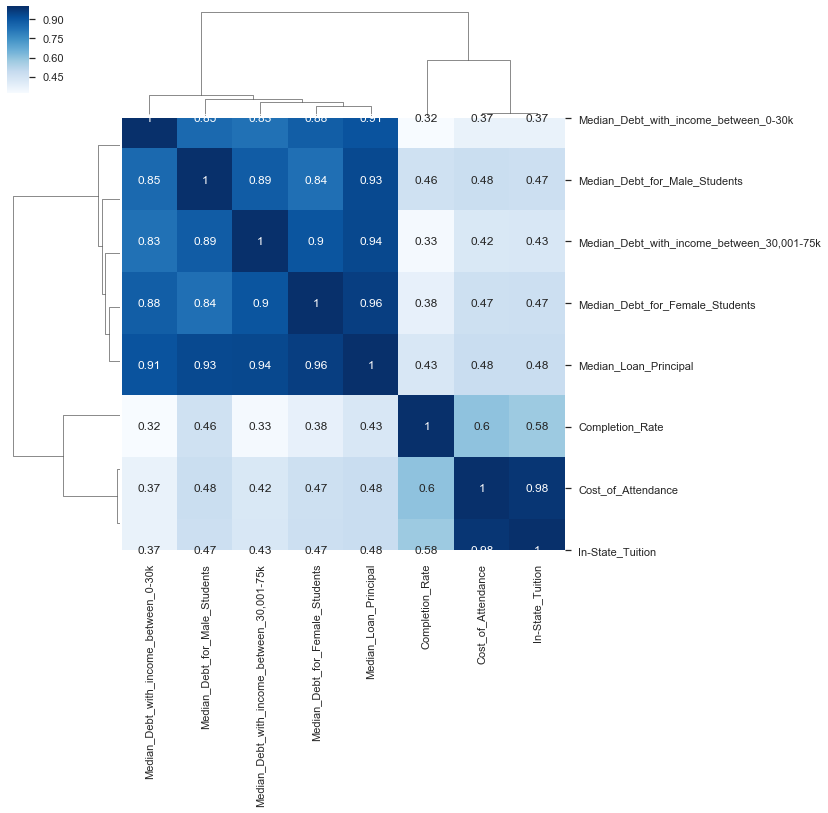 0.90
0.75
0.60
0.45
1 0.85 0.83 0.88 0.91 0.32 0.37 0.37 Median_Debt_with_income_between_0-30k
0.85 1 0.89 0.84 0.93 0.46 0.48 0.47 Median_Debt_for_Male_Students
0.83 0.89 1 0.9 0.94 0.33 0.42 0.43 Median_Debt_with_income_between_30,001-75k
0.88 0.84 0.9 1 0.96 0.38 0.47 0.47 Median_Debt_for_Female_Students
0.91 0.93 0.94 0.96 1 0.43 0.48 0.48 Median_Loan_Principal
0.32 0.46 0.33 0.38 0.43 1 0.6 0.58 Completion_Rate
0.37 0.48 0.42 0.47 0.48 0.6 1 0.98 Cost_of_Attendance
0.37 0.47 0.43 0.47 0.48 0.58 0.98 1 In-State_Tuition
Median_Debt_with_income_between_0-30k
Median_Debt_for_Male_Students
Median_Debt_with_income_between_30,001-75k
Median_Debt_for_Female_Students
Median_Loan_Principal
Completion_Rate
Cost_of_Attendance
In-State_Tuition